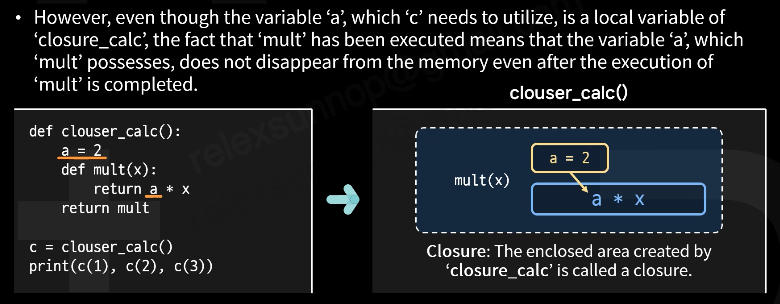 • However, even though the variable ‘a’, which ‘c’ needs to utilize, is a local variable of
‘closure_calc’, the fact that ‘mult’ has been executed means that the variable ‘a’, which
‘mult’ possesses, does not disappear from the memory even after the execution of
‘mult’ is completed.
clouser_calc()
def clouser_calc():
    a = 2
    def mult(x):
        return a * x
    return mult
c = clouser_calc()
print(c(1), c(2), c(3))
a = 2
mult(x)
a * x
Closure: The enclosed area created by
‘closure_calc’ is called a closure.